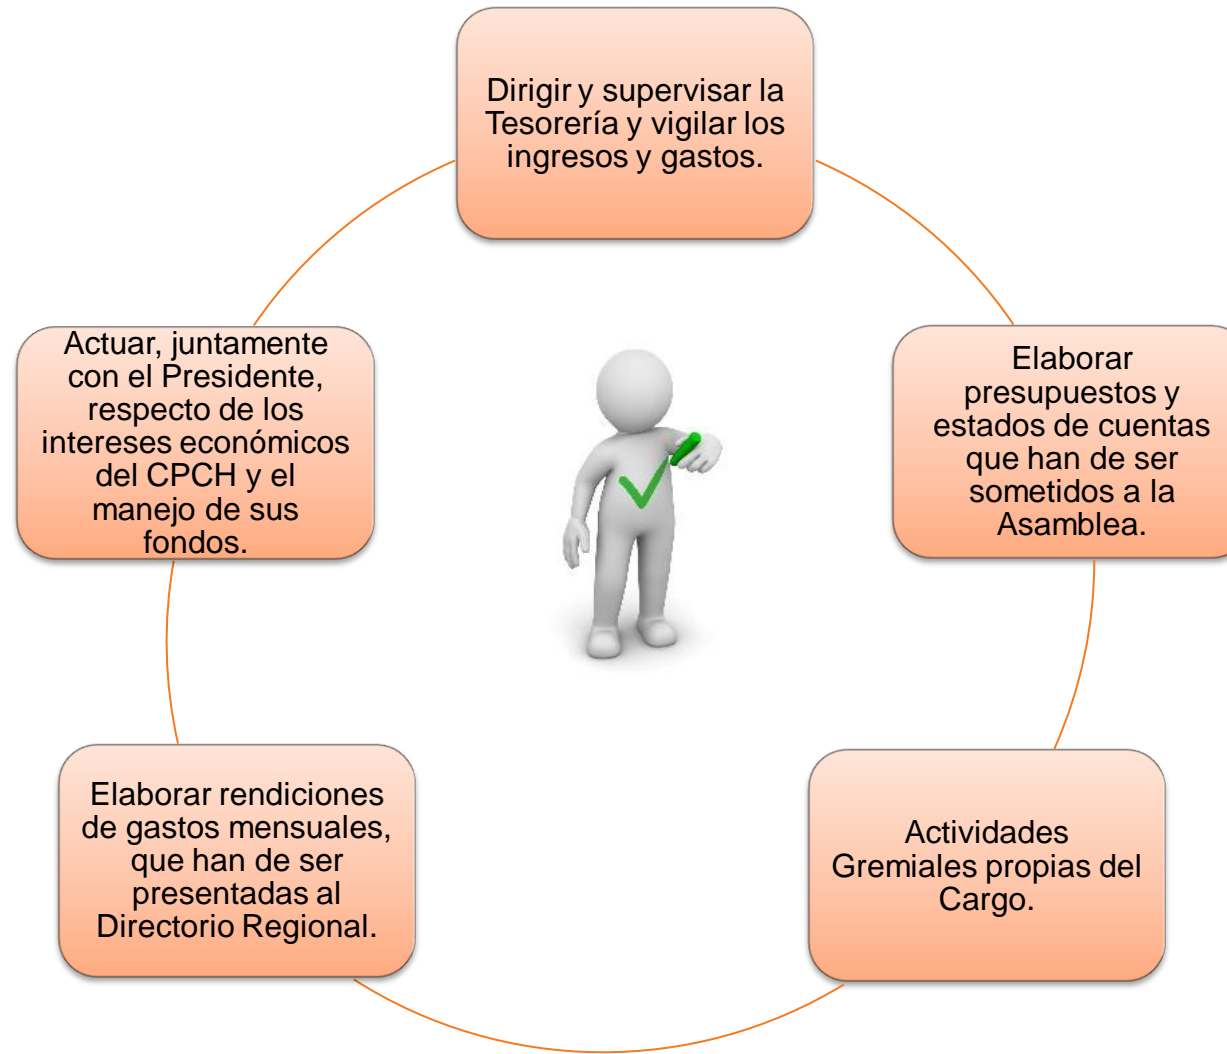 Dirigir y supervisar la
Tesorería y vigilar los
ingresos y gastos.
Elaborar
presupuestos y
estados de cuentas
que han de ser
sometidos a la
Asamblea.
Actividades
Gremiales propias del
Cargo.
Elaborar rendiciones
de gastos mensuales,
que han de ser
presentadas al
Directorio Regional.
Actuar, juntamente
con el Presidente,
respecto de los
intereses económicos
del CPCH y el
manejo de sus
fondos.